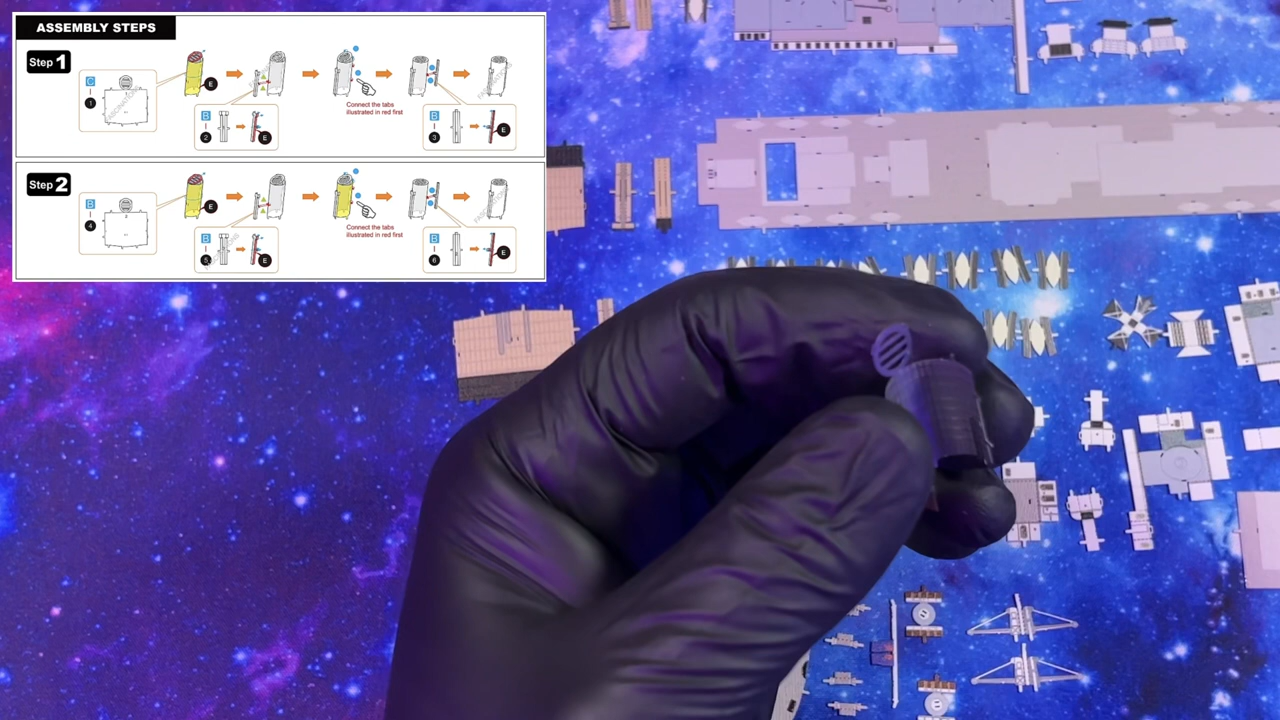 ASSEMBLY STEPS
Step 1
C
1
E
B
2
E
Connect the tabs
illustrated in red first
B
3
E
Step 2
B
4
E
B
5
E
Connect the tabs
illustrated in red first
B
6
E